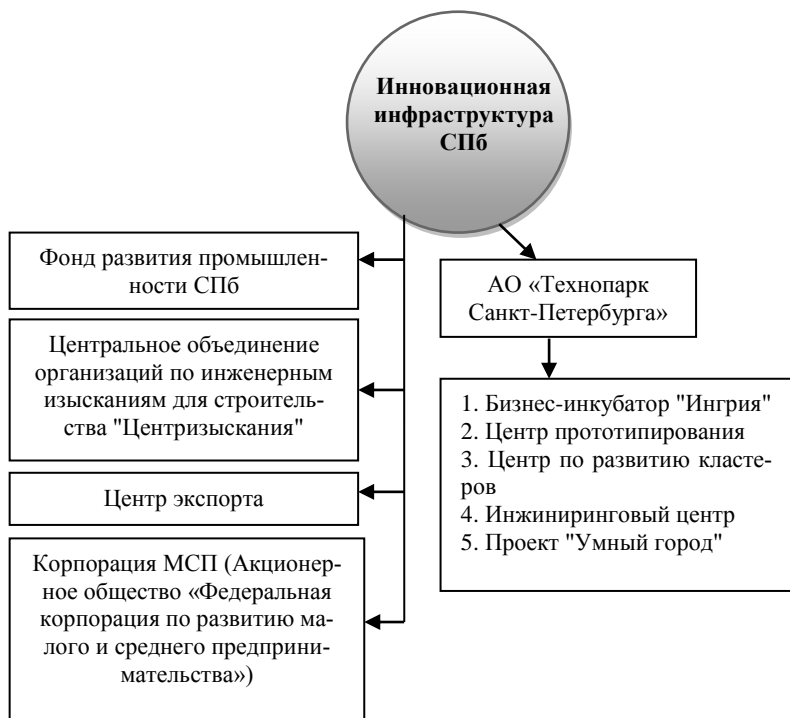 Инновационная
инфраструктура
СПб
Фонд развития промышлен-
ности СПб
Центральное объединение
организаций по инженерным
изысканиям для строитель-
ства "Центризыскания"
Центр экспорта
Корпорация МСП (Акционер-
ное общество «Федеральная
корпорация по развитию ма-
лого и среднего предприни-
мательства»)
АО «Технопарк
Санкт-Петербурга»
1. Бизнес-инкубатор "Ингрия"
2. Центр прототипирования
3. Центр по развитию класте-
ров
4. Инжиниринговый центр
5. Проект "Умный город"